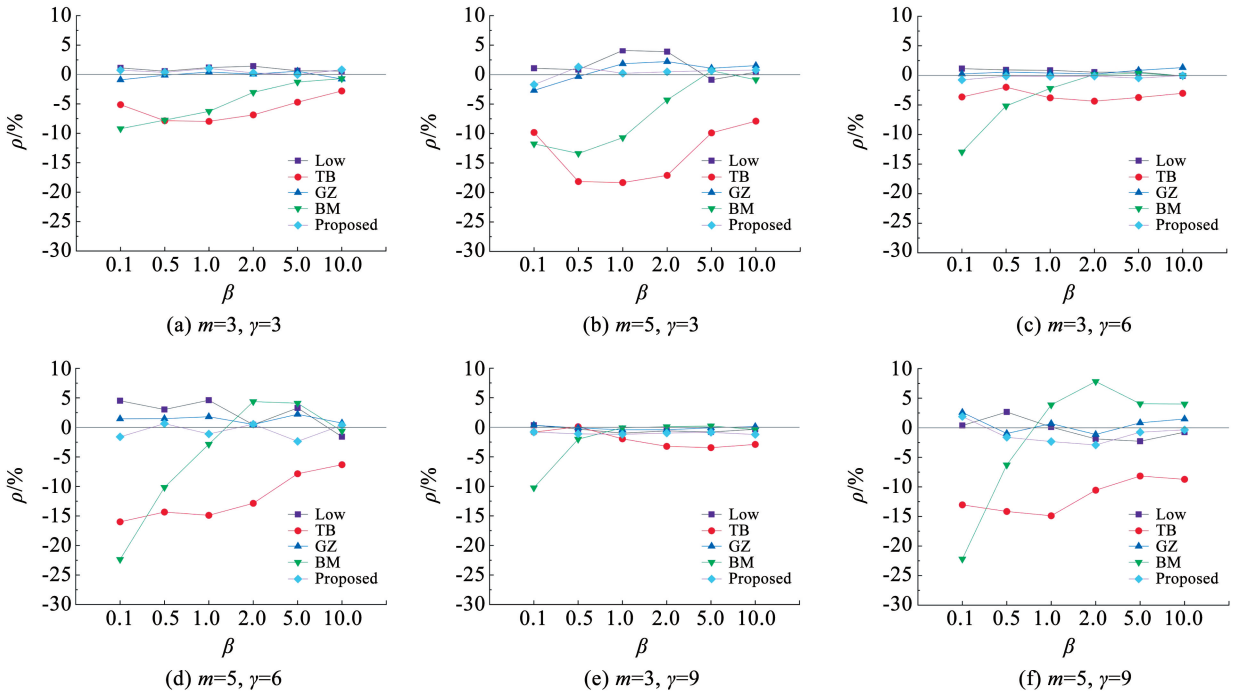 10
5
0
-5
-10
-15
-20
-25
-30
ρ/%
Low
TB
GZ
BM
Proposed
0.1 0.5 1.0 2.0 5.0 10.0
β
(a) m=3, γ=3
10
5
0
-5
-10
-15
-20
-25
-30
ρ/%
Low
TB
GZ
BM
Proposed
0.1 0.5 1.0 2.0 5.0 10.0
β
(b) m=5, γ=3
10
5
0
-5
-10
-15
-20
-25
-30
ρ/%
Low
TB
GZ
BM
Proposed
0.1 0.5 1.0 2.0 5.0 10.0
β
(c) m=3, γ=6
10
5
0
-5
-10
-15
-20
-25
-30
ρ/%
Low
TB
GZ
BM
Proposed
0.1 0.5 1.0 2.0 5.0 10.0
β
(d) m=5, γ=6
10
5
0
-5
-10
-15
-20
-25
-30
ρ/%
Low
TB
GZ
BM
Proposed
0.1 0.5 1.0 2.0 5.0 10.0
β
(e) m=3, γ=9
10
5
0
-5
-10
-15
-20
-25
-30
ρ/%
Low
TB
GZ
BM
Proposed
0.1 0.5 1.0 2.0 5.0 10.0
β
(f) m=5, γ=9